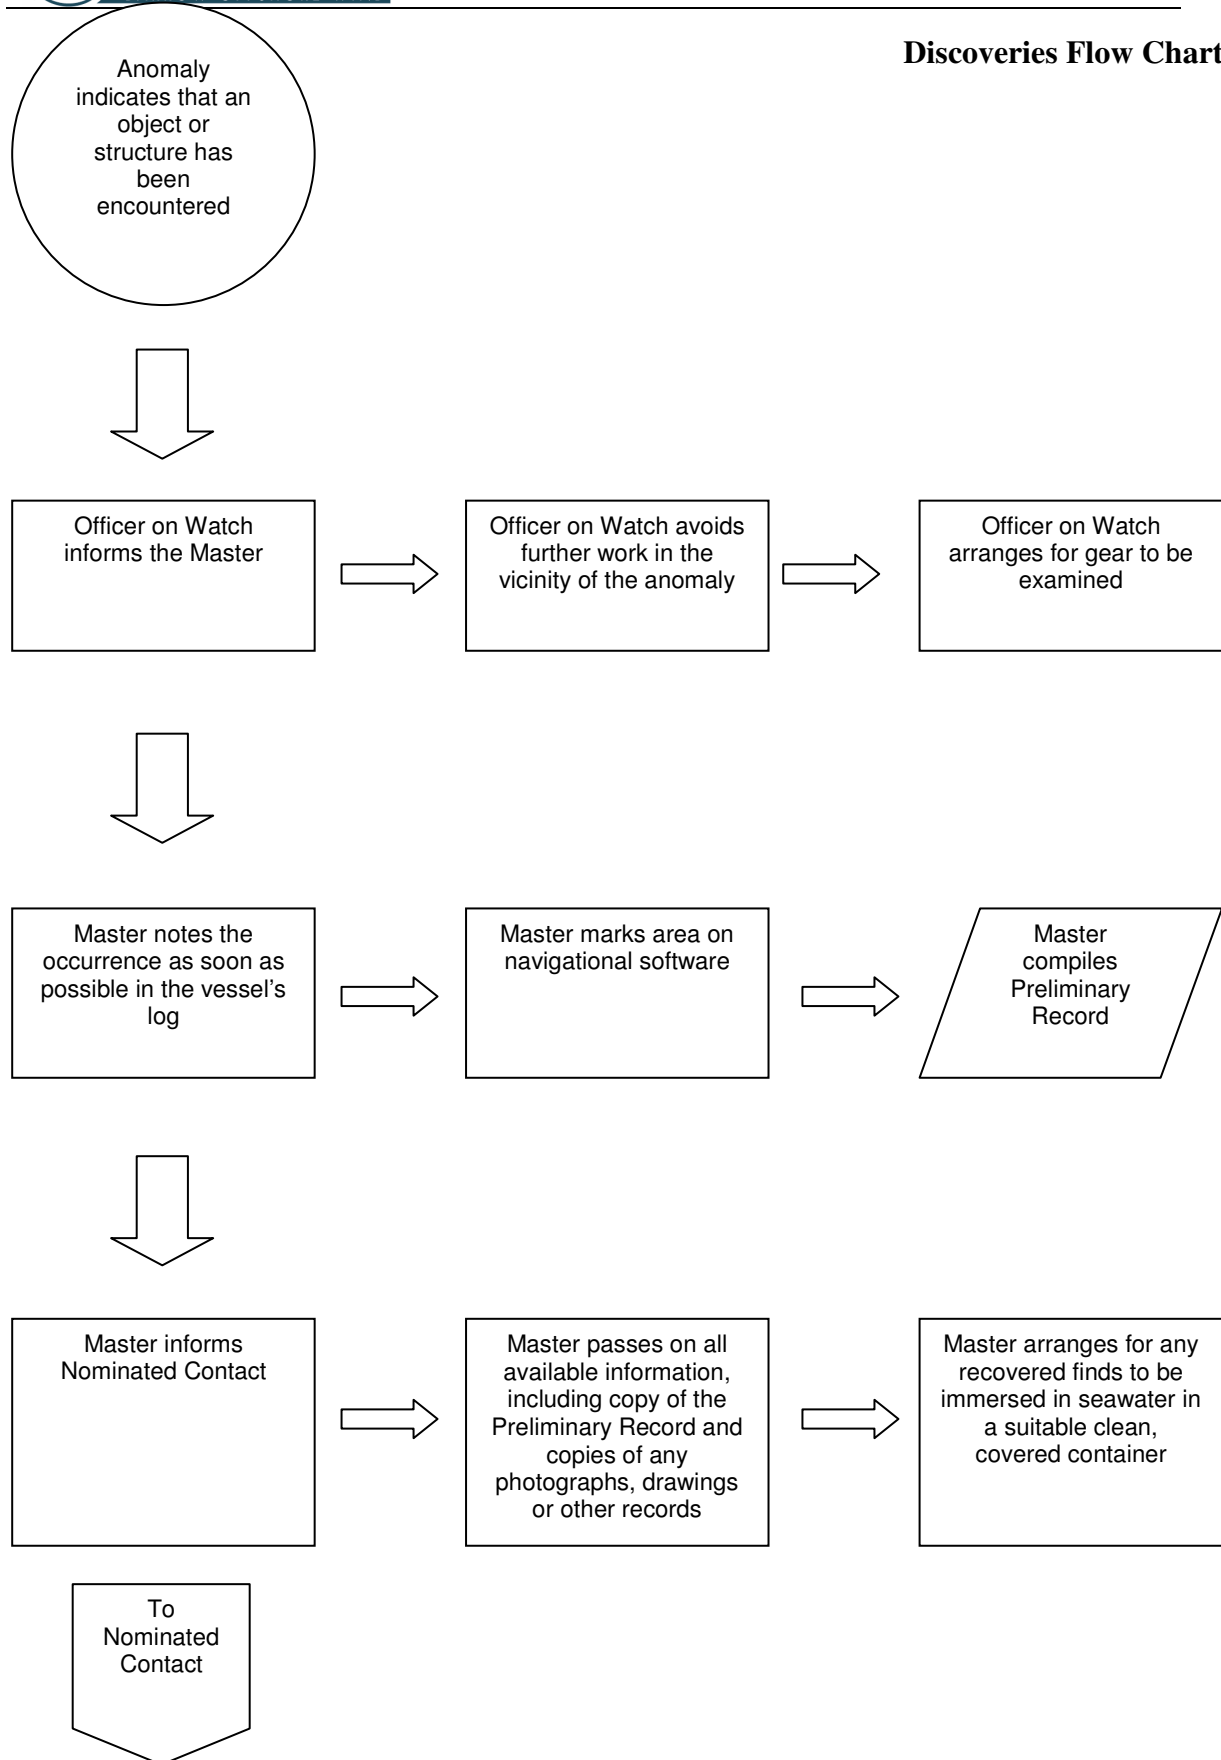 Discoveries Flow Chart
Anomaly
indicates that an
object or
structure has
been
encountered
Officer on Watch
informs the Master
Officer on Watch avoids
further work in the
vicinity of the anomaly
Officer on Watch
arranges for gear to be
examined
Master notes the
occurrence as soon as
possible in the vessel's
log
Master marks area on
navigational software
Master
compiles
Preliminary
Record
Master informs
Nominated Contact
Master passes on all
available information,
including copy of the
Preliminary Record and
copies of any
photographs, drawings
or other records
Master arranges for any
recovered finds to be
immersed in seawater in
a suitable clean,
covered container
To
Nominated
Contact